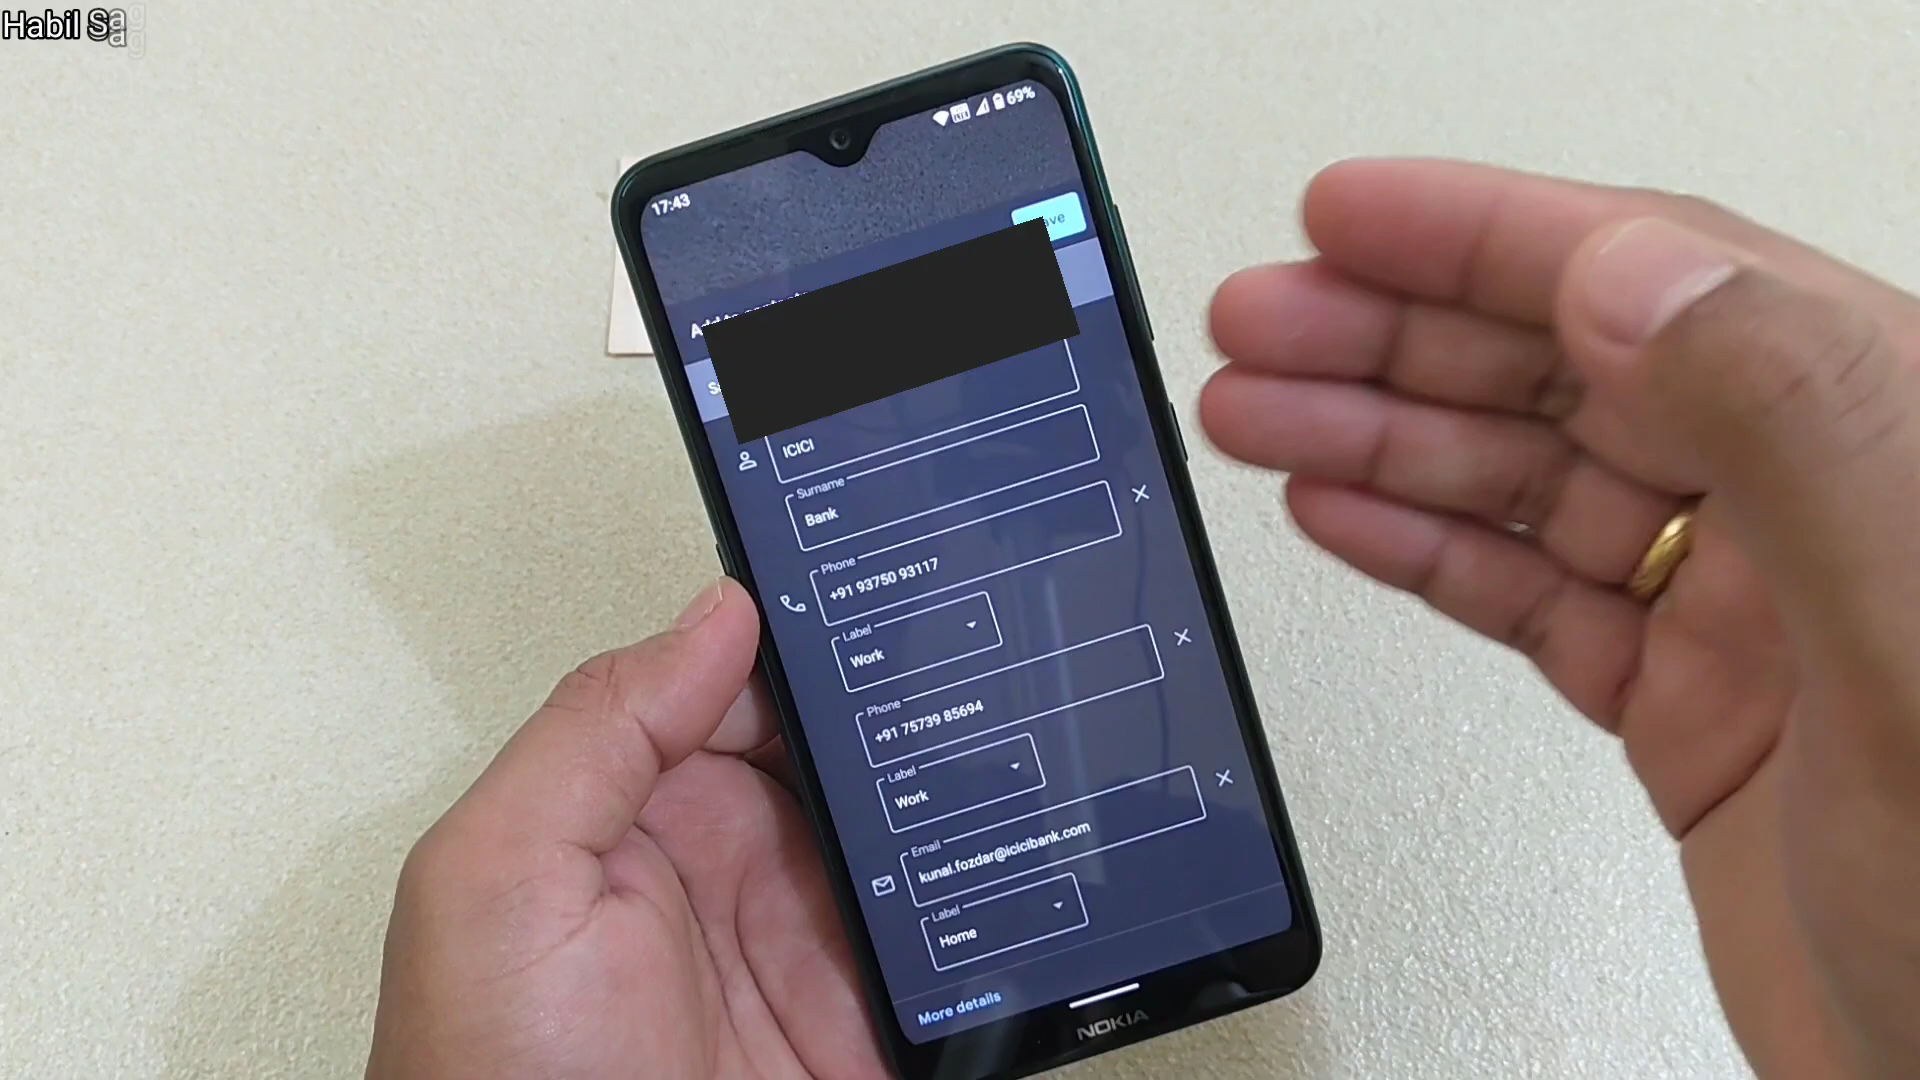 Habil Sa
69%
17:43
ICICI
Surname
Bank
Phone
+91 93750 93117
Label
Work
Phone
+91 75739 85694
Label
Work
Email
kunal.fozdar@icicibank.com
Label
Home
More details
NOKIA